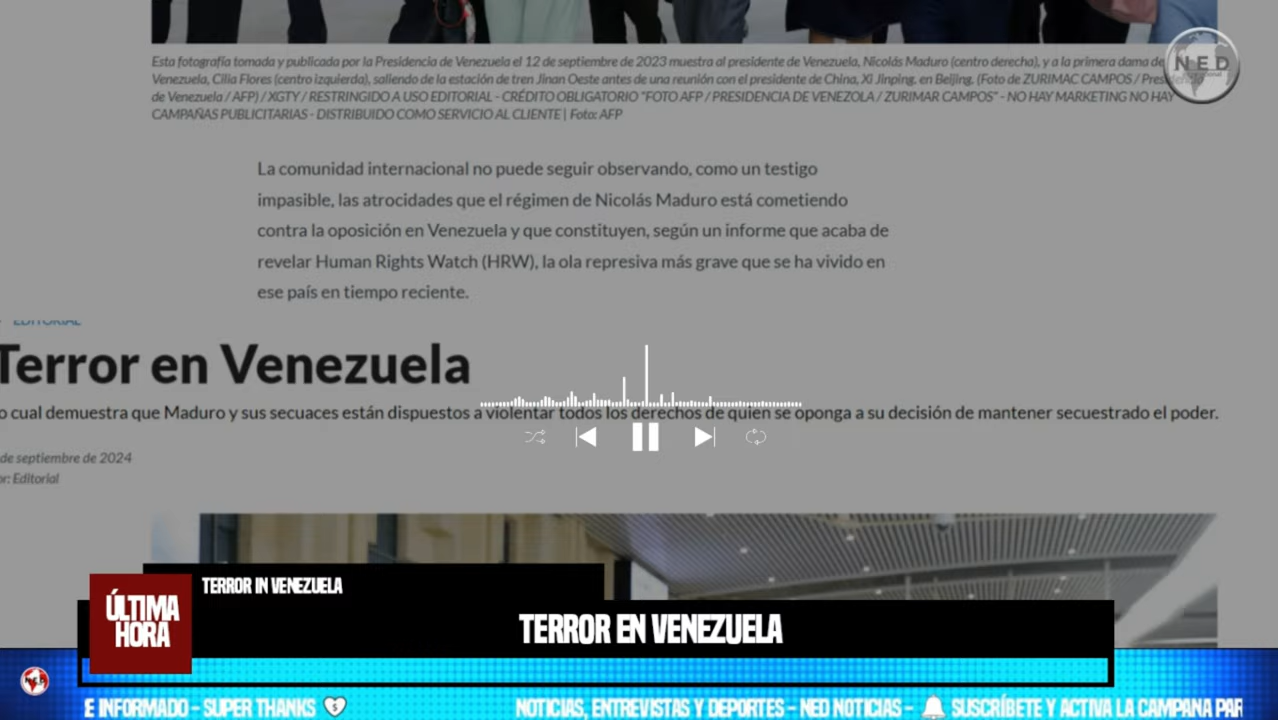 Esta fotografía tomada y publicada por la Presidencia de Venezuela el 12 de septiembre de 2023 muestra al presidente de Venezuela, Nicolás Maduro (centro derecha), y a la primera dama de
Venezuela, Cilia Flores (centro izquierda), saliendo de la estación de tren Jinan Oeste antes de una reunión con el presidente de China, Xi Jinping, en Beijing. (Foto de ZURIMAC CAMPOS / Presidencia
de Venezuela / AFP) / XGTY / RESTRINGIDO A USO EDITORIAL - CRÉDITO OBLIGATORIO "FOTO AFP / PRESIDENCIA DE VENEZOLA / ZURIMAR CAMPOS" - NO HAY MARKETING NO HAY
CAMPAÑAS PUBLICITARIAS - DISTRIBUIDO COMO SERVICIO AL CLIENTE | Foto: AFP
NED
La comunidad internacional no puede seguir observando, como un testigo
impasible, las atrocidades que el régimen de Nicolás Maduro está cometiendo
contra la oposición en Venezuela y que constituyen, según un informe que acaba de
revelar Human Rights Watch (HRW), la ola represiva más grave que se ha vivido en
ese país en tiempo reciente.
EDITORIAL
Terror en Venezuela
o cual demuestra que Maduro y sus secuaces están dispuestos a violentar todos los derechos de quien se oponga a su decisión de mantener secuestrado el poder.
de septiembre de 2024
or: Editorial
TERROR IN VENEZUELA
ÚLTIMA
HORA
TERROR EN VENEZUELA
E INFORMADO - SUPER THANKS
NOTICIAS, ENTREVISTAS Y DEPORTES - NED NOTICIAS - SUSCRÍBETE Y ACTIVA LA CAMPANA PAR